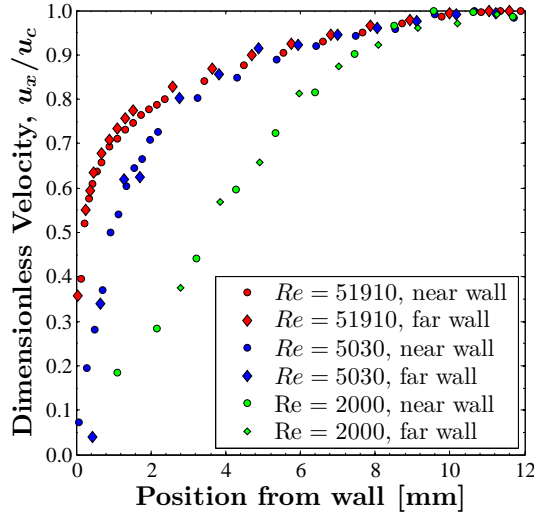 Dimensionless Velocity, u_x/u_c
1.0
0.9
0.8
0.7
0.6
0.5
0.4
0.3
0.2
0.1
0.0
Re = 51910, near wall
Re = 51910, far wall
Re = 5030, near wall
Re = 5030, far wall
Re = 2000, near wall
Re = 2000, far wall
0 2 4 6 8 10 12
Position from wall [mm]